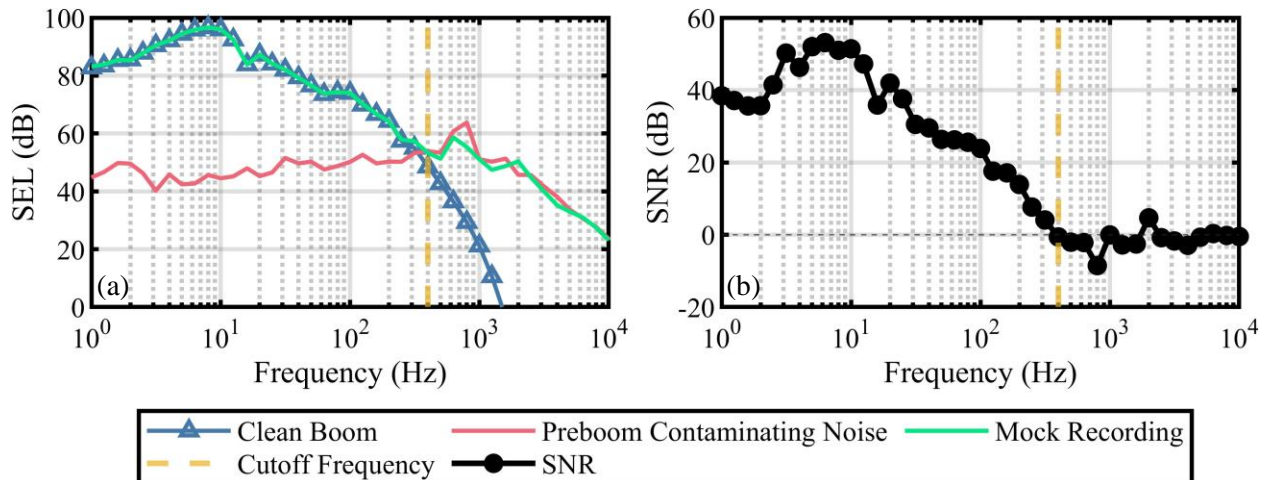 100
80
60
40
20
0
SEL (dB)
(a)
10^0
10^1
10^2
10^3
10^4
Frequency (Hz)
60
40
20
0
-20
SNR (dB)
(b)
10^0
10^1
10^2
10^3
10^4
Frequency (Hz)
Clean Boom
Preboom Contaminating Noise
Mock Recording
Cutoff Frequency
SNR